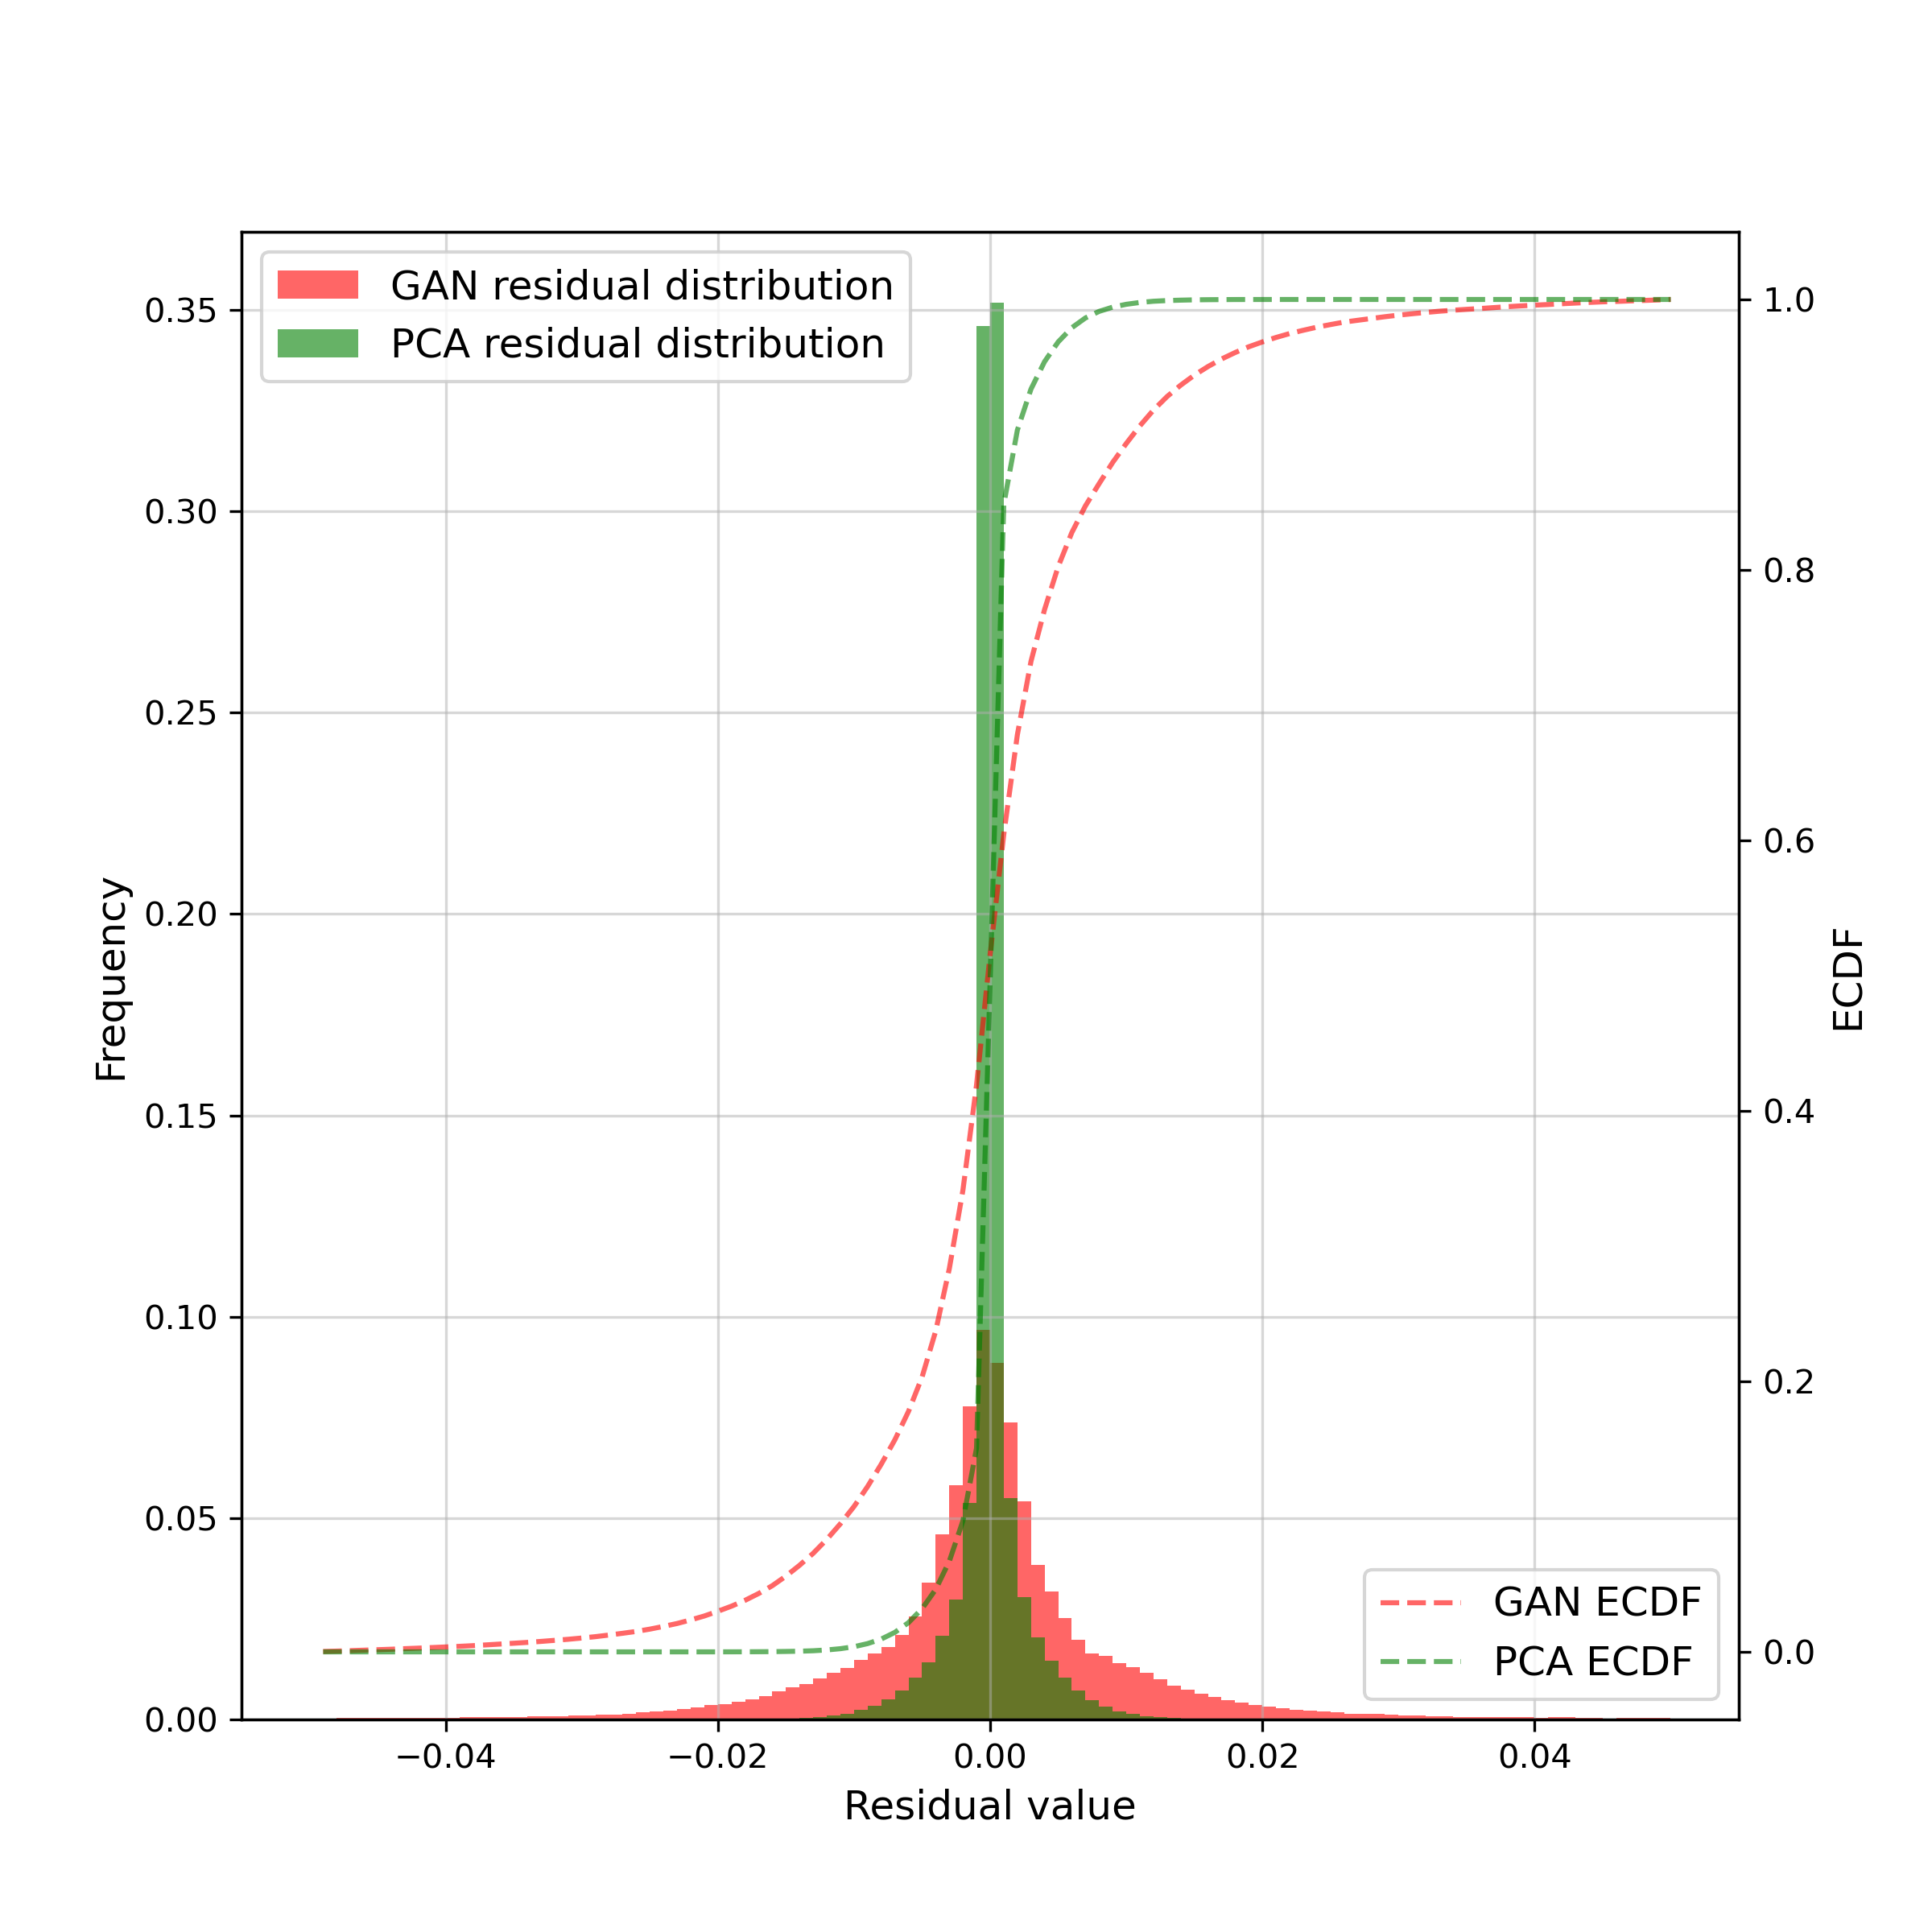 GAN residual distribution
PCA residual distribution
0.35
0.30
0.25
0.20
0.15
0.10
0.05
0.00
Frequency
1.0
0.8
0.6
0.4
0.2
0.0
ECDF
GAN ECDF
PCA ECDF
−0.04
−0.02
0.00
0.02
0.04
Residual value